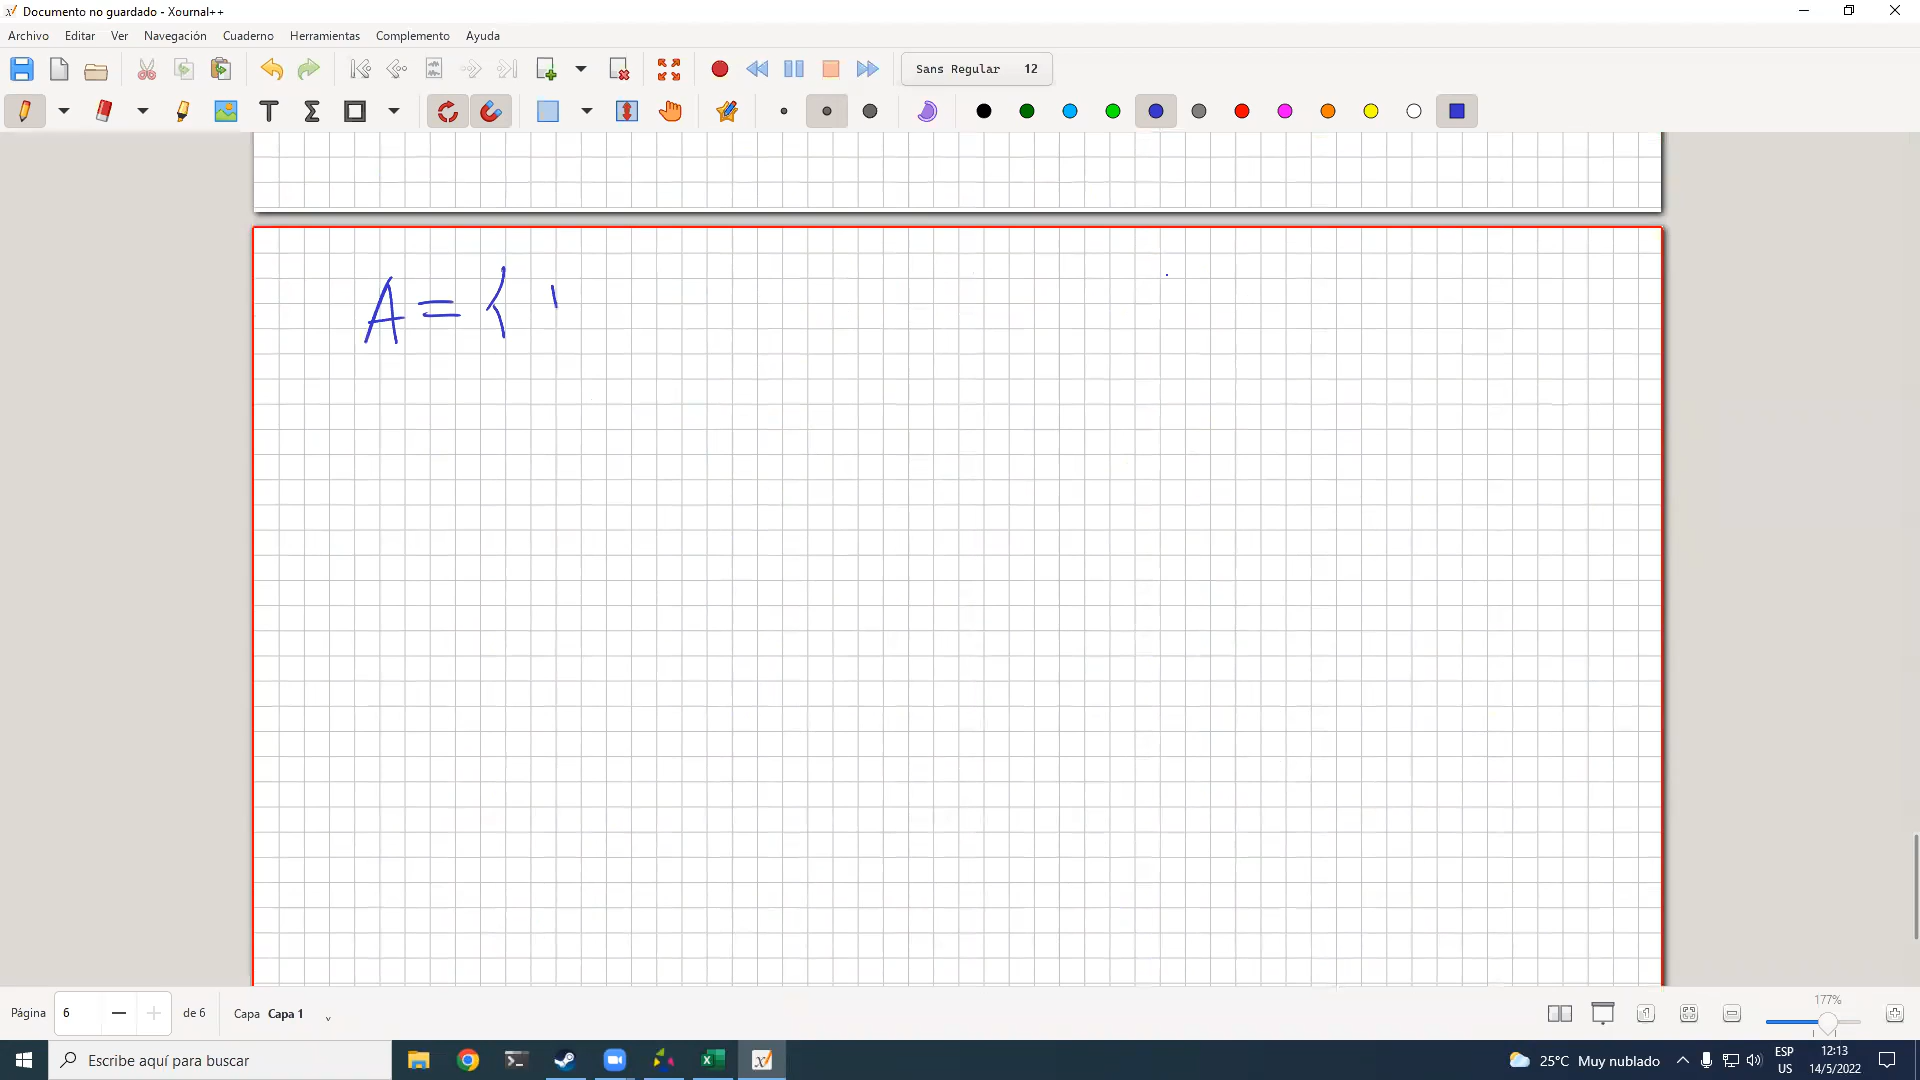 Documento no guardado - Xournal++
Archivo Editar Ver Navegación Cuaderno Herramientas Complemento Ayuda
Sans Regular 12
A = {
177%
Página 6 de 6 Capa Capa 1
Escribe aquí para buscar
25°C Muy nublado
ESP
US
12:13
14/5/2022